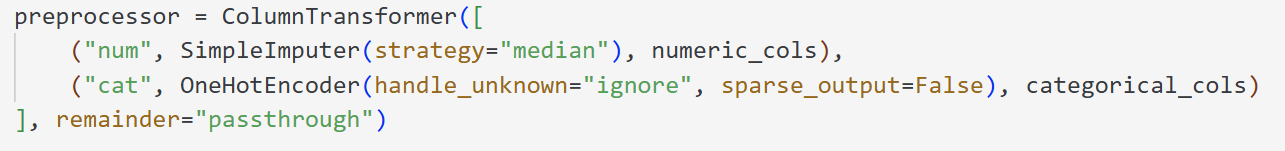 preprocessor = ColumnTransformer([
    ("num", SimpleImputer(strategy="median"), numeric_cols),
    ("cat", OneHotEncoder(handle_unknown="ignore", sparse_output=False), categorical_cols)
], remainder="passthrough")